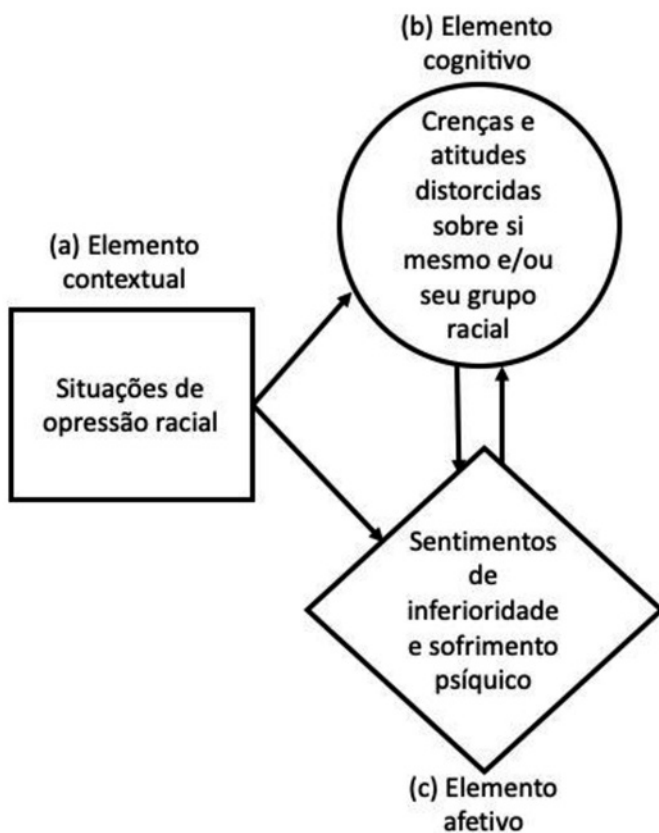 (b) Elemento
cognitivo
Crenças e
atitudes
distorcidas
sobre si
mesmo e/ou
seu grupo
racial
(a) Elemento
contextual
Situações de
opressão racial
Sentimentos
de
inferioridade
e sofrimento
psíquico
(c) Elemento
afetivo